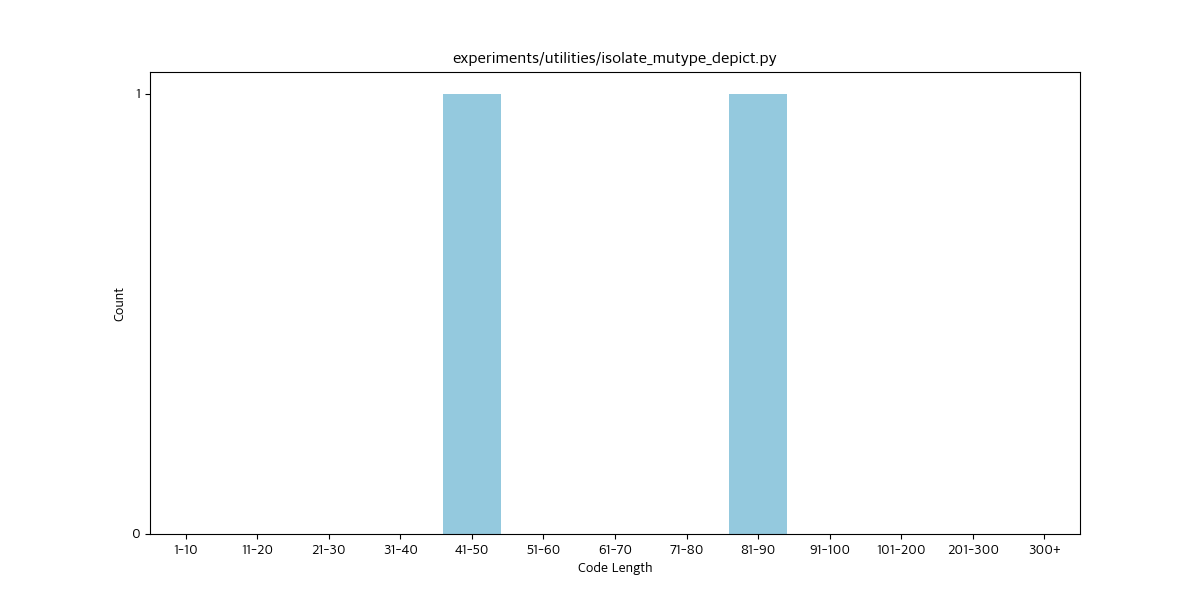 experiments/utilities/isolate_mutype_depict.py
1
Count
0
1-10 11-20 21-30 31-40 41-50 51-60 61-70 71-80 81-90 91-100 101-200 201-300 300+
Code Length